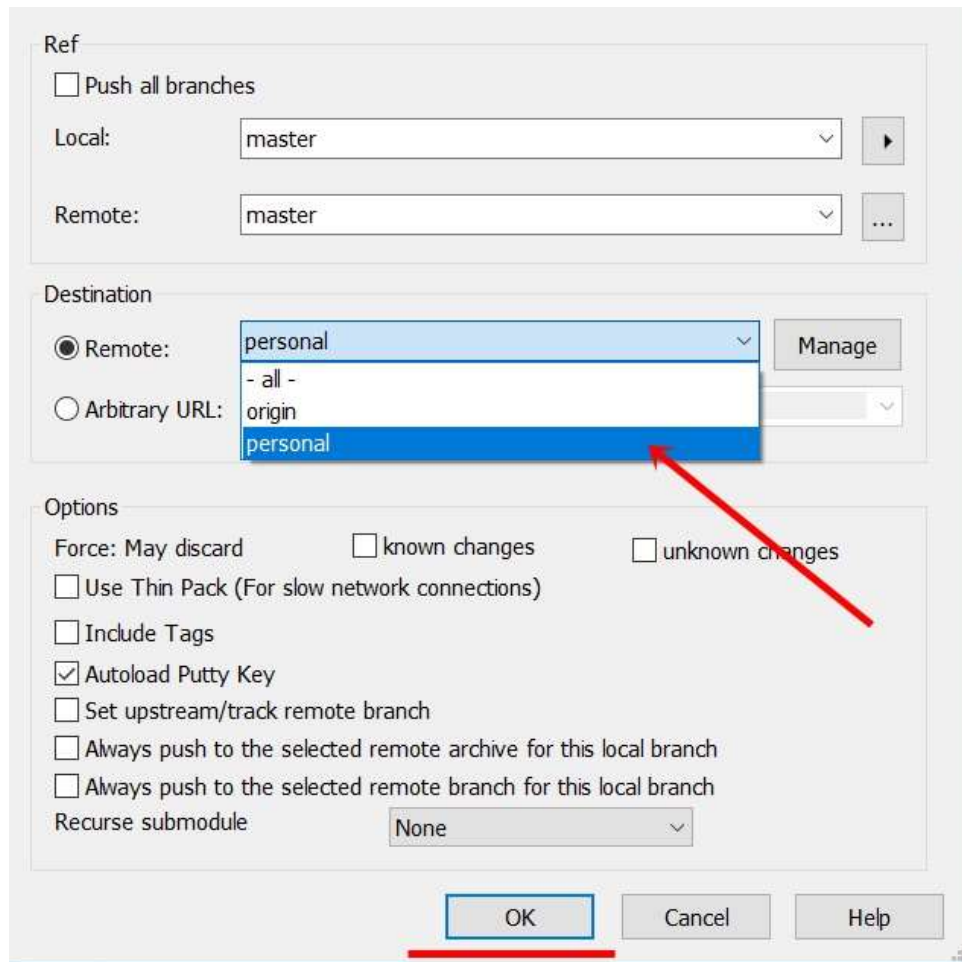 Ref
Push all branches
Local: master
Remote: master ...
Destination
Remote: personal Manage
- all -
Arbitrary URL: origin
personal
Options
Force: May discard known changes unknown changes
Use Thin Pack (For slow network connections)
Include Tags
Autoload Putty Key
Set upstream/track remote branch
Always push to the selected remote archive for this local branch
Always push to the selected remote branch for this local branch
Recurse submodule None
OK Cancel Help